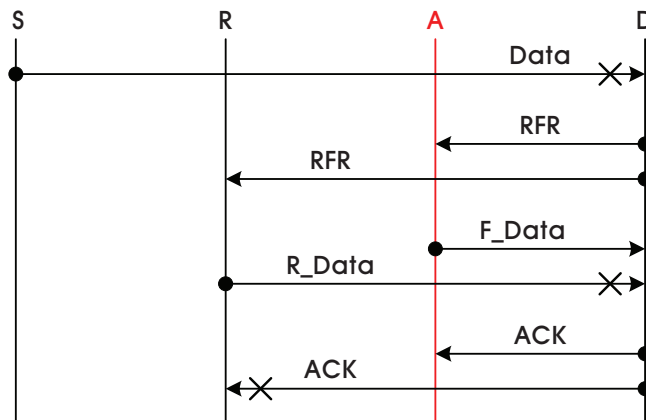 S R A D
Data
RFR
RFR
F_Data
R_Data
ACK
ACK